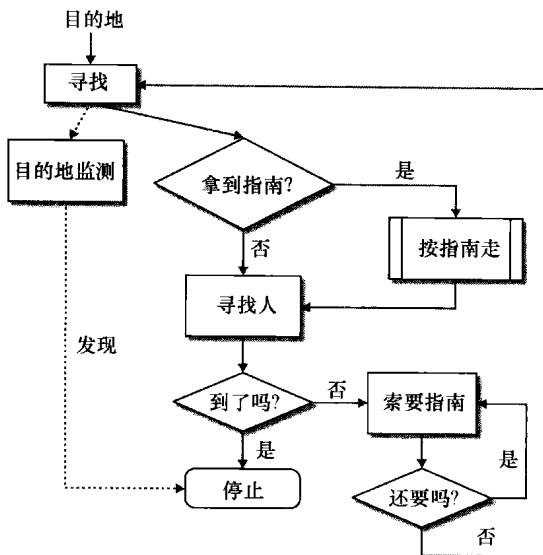 目的地
寻找
目的地监测
拿到指南?
是
按指南走
否
寻找人
发现
到了吗?
否
索要指南
是
是
停止
还要吗?
否